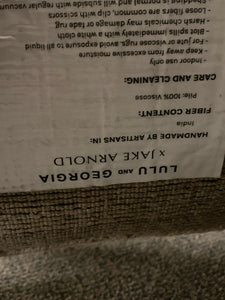 LULU AND GEORGIA
x JAKE ARNOLD
HANDMADE BY ARTISANS IN:
India
FIBER CONTENT:
Pile: 100% Viscose
CARE AND CLEANING:
- Indoor use only
- Keep away from excessive moisture
- For jute, viscose rugs, avoid exposure to all liquid
- Blot spills immediately with white cloth
- Harsh chemicals may damage or fade rug
- Loose fibers are common, clip with scissors
- Shedding is normal and will subside with regular vacuum